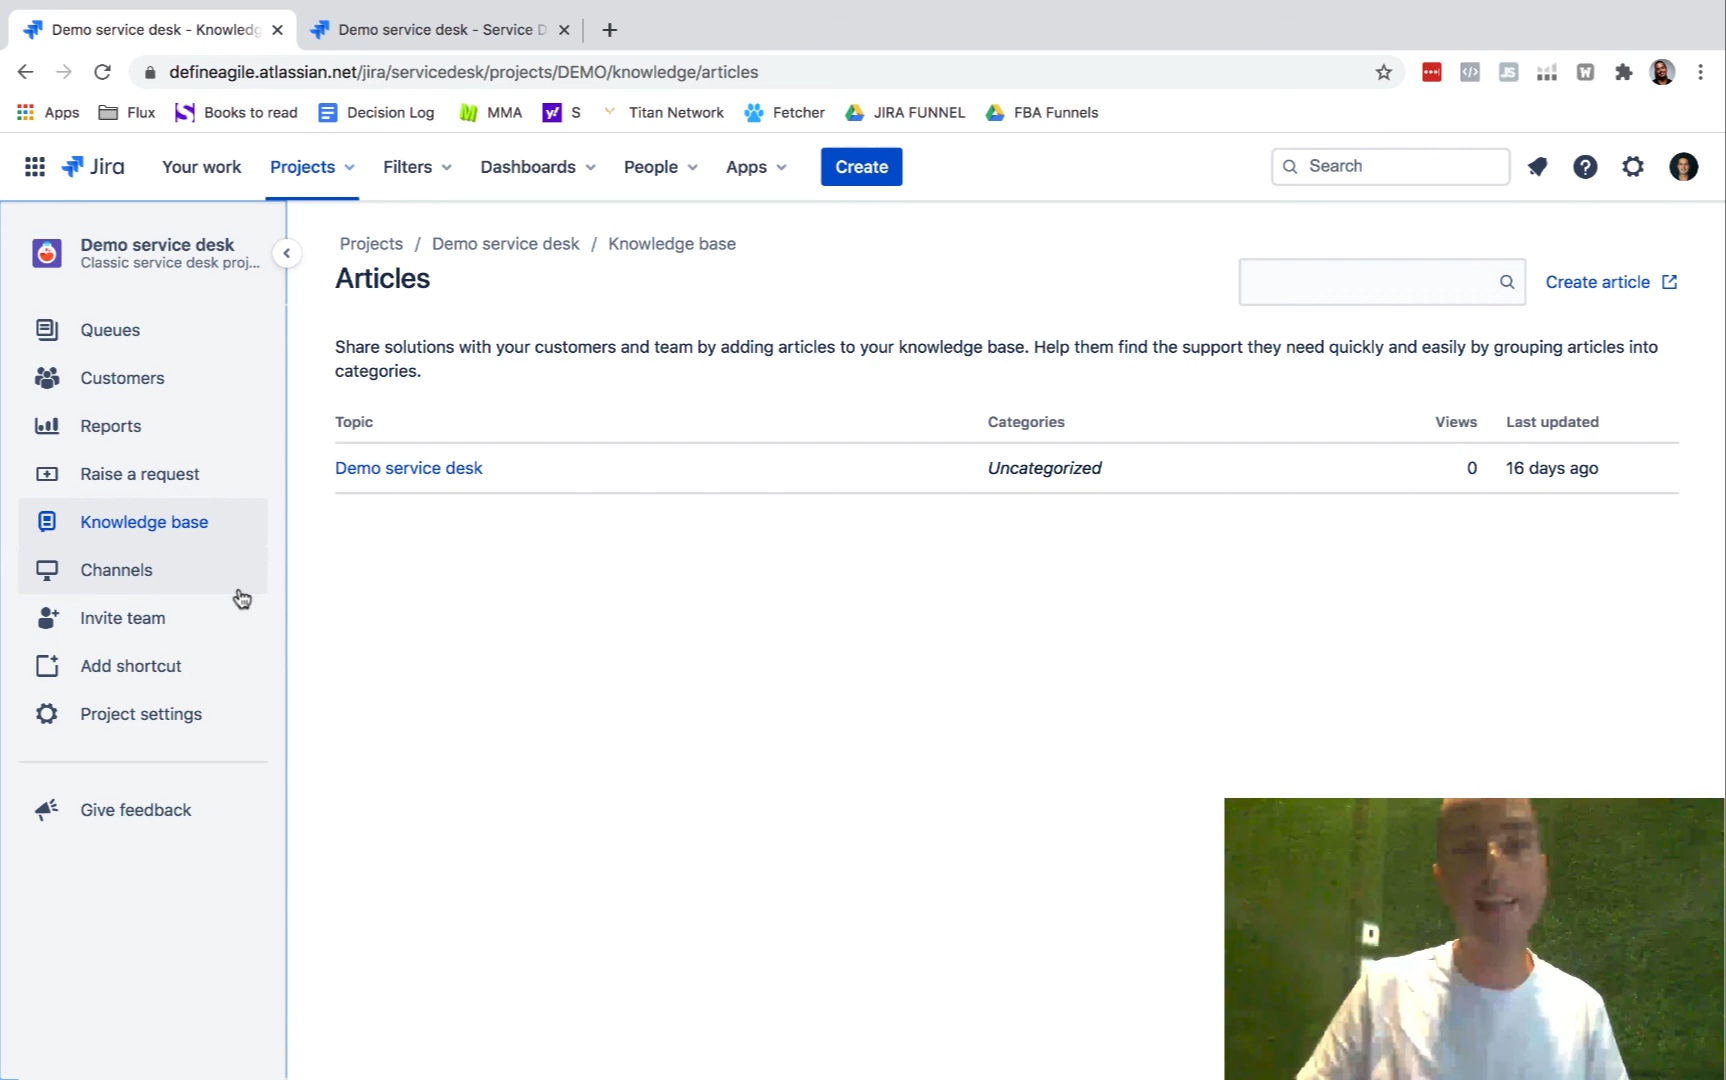 Demo service desk - Knowledg
Demo service desk - Service D
defineagile.atlassian.net/jira/servicedesk/projects/DEMO/knowledge/articles
JS
W
Apps
Flux
Books to read
Decision Log
MMA
y!
S
Titan Network
Fetcher
JIRA FUNNEL
FBA Funnels
Jira
Your work
Projects
Filters
Dashboards
People
Apps
Create
Search
Demo service desk
Classic service desk proj...
Queues
Customers
Reports
Raise a request
Knowledge base
Channels
Invite team
Add shortcut
Project settings
Give feedback
Projects / Demo service desk / Knowledge base
Articles
Create article
Share solutions with your customers and team by adding articles to your knowledge base. Help them find the support they need quickly and easily by grouping articles into
categories.
Topic Categories Views Last updated
Demo service desk Uncategorized 0 16 days ago